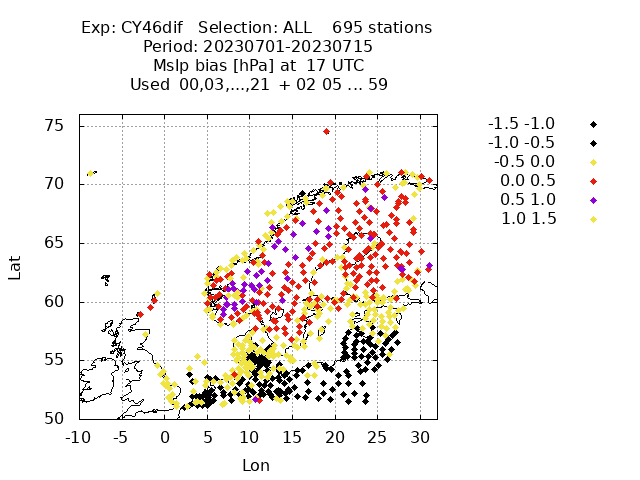 Exp: CY46dif   Selection: ALL    695 stations
Period: 20230701-20230715
Mslp bias [hPa] at  17 UTC
Used  00,03,...,21  + 02 05 ... 59
-1.5 -1.0
-1.0 -0.5
-0.5 0.0
0.0 0.5
0.5 1.0
1.0 1.5
Lat
75
70
65
60
55
50
-10 -5 0 5 10 15 20 25 30
Lon